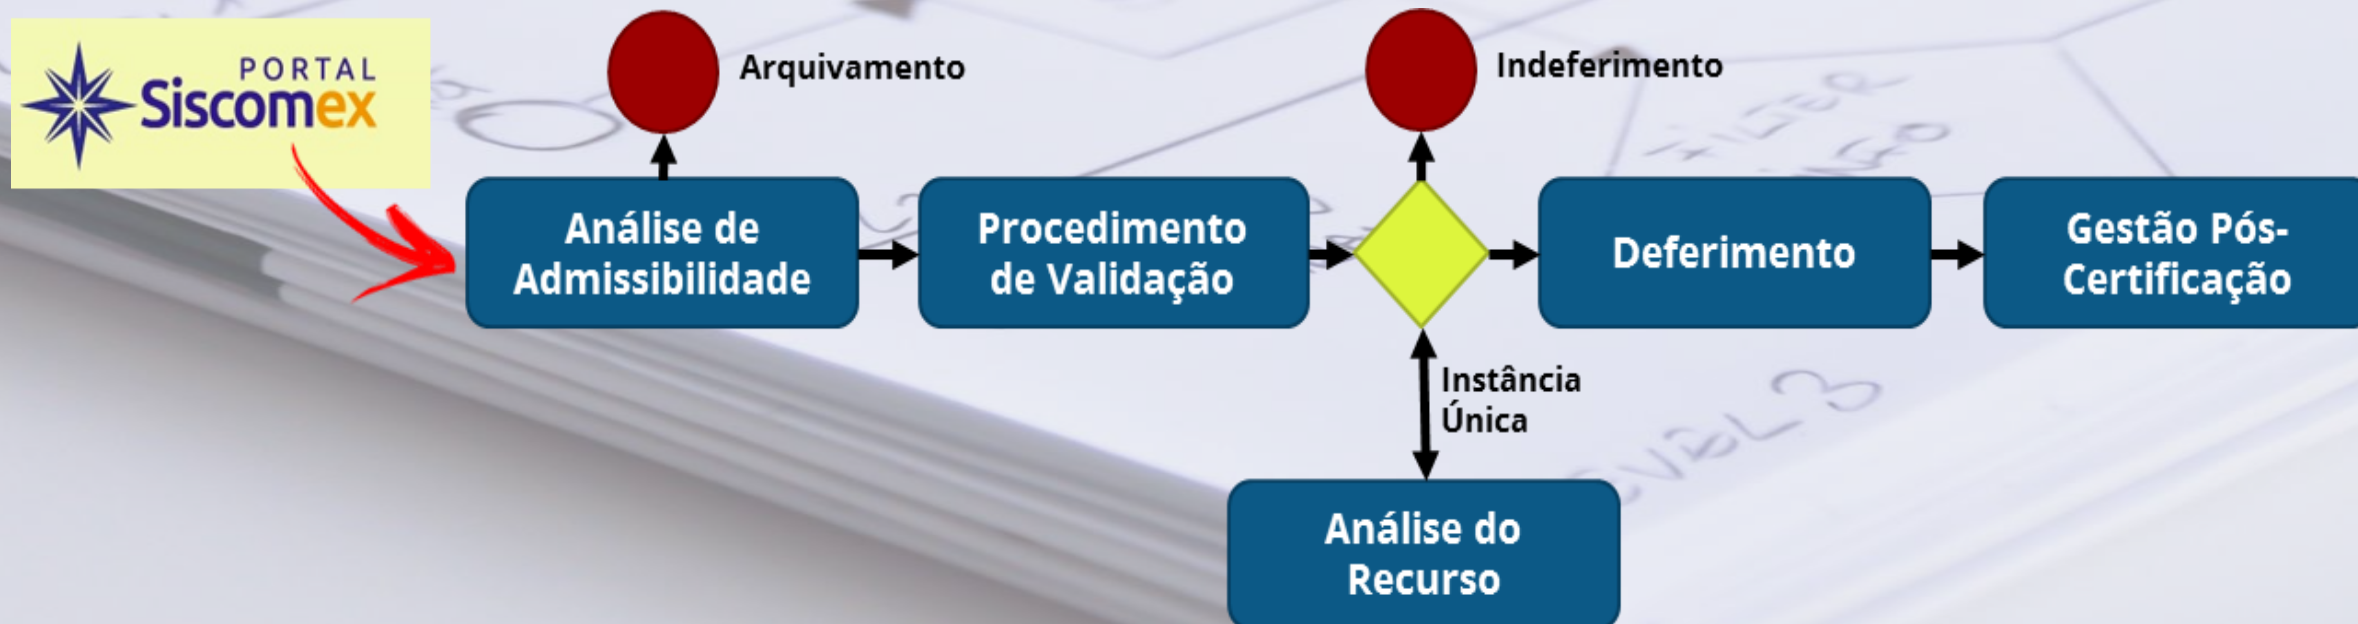 PORTAL
Siscomex
Arquivamento
Indeferimento
Análise de
Admissibilidade
Procedimento
de Validação
Deferimento
Gestão Pós-
Certificação
Instância
Única
Análise do
Recurso